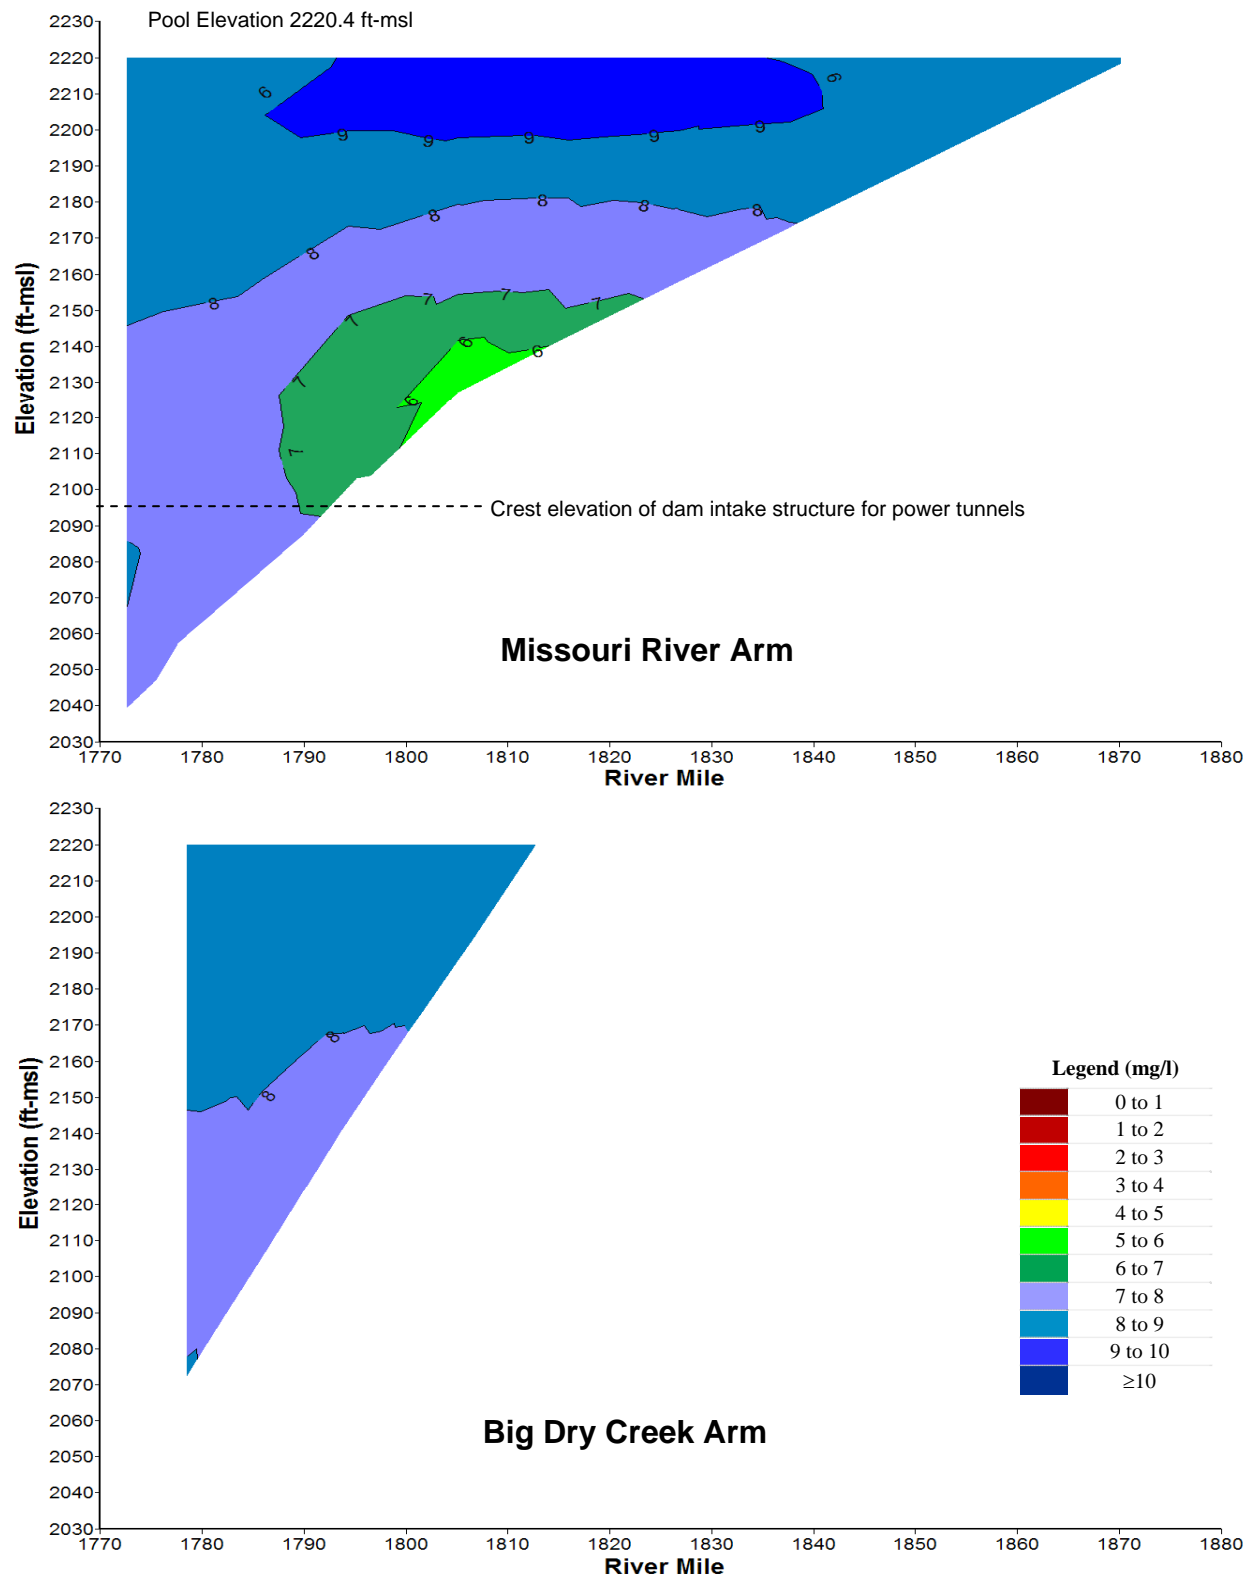 Pool Elevation 2220.4 ft-msl
2230
2220
2210
2200
2190
2180
2170
2160
2150
2140
2130
2120
2110
2100
2090
2080
2070
2060
2050
2040
2030
Elevation (ft-msl)
9 9
9 9 9 9 9
8 8 8 8 8 8
7 7 7 7 7 7
6 6 6
Crest elevation of dam intake structure for power tunnels
Missouri River Arm
1770 1780 1790 1800 1810 1820 1830 1840 1850 1860 1870 1880
River Mile
2230
2220
2210
2200
2190
2180
2170
2160
2150
2140
2130
2120
2110
2100
2090
2080
2070
2060
2050
2040
2030
Elevation (ft-msl)
8 8
Legend (mg/l)
0 to 1
1 to 2
2 to 3
3 to 4
4 to 5
5 to 6
6 to 7
7 to 8
8 to 9
9 to 10
≥10
Big Dry Creek Arm
1770 1780 1790 1800 1810 1820 1830 1840 1850 1860 1870 1880
River Mile